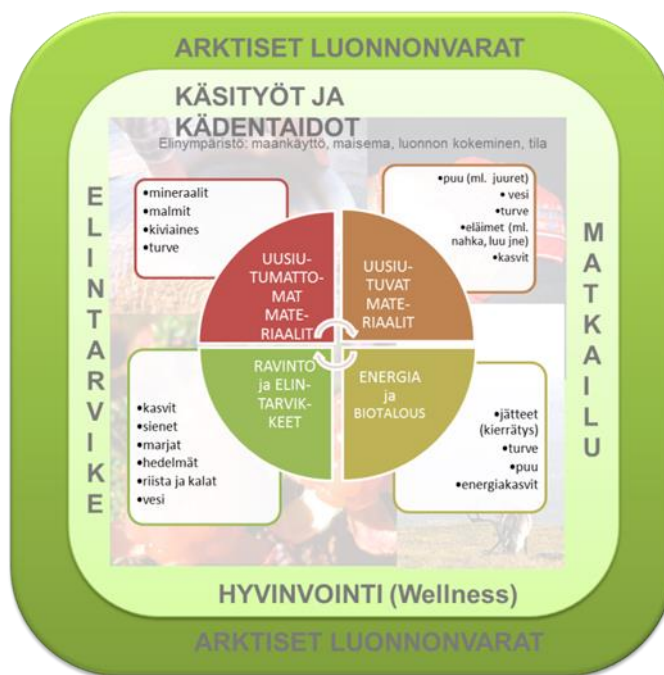 ARKTISET LUONNONVARAT
KÄSITYÖT JA
KÄDENTAIDOT
Elinympäristö: maankäyttö, maisema, luonnon kokeminen, tila
ELINTARVIKE
•mineraalit
•malmit
•kiviaines
•turve
•puu (ml. juuret)
•vesi
•turve
•eläimet (ml.
nahka, luu jne)
•kasvit
MATKAILU
UUSIU-
TUMATTO-
MAT
MATE-
RIAALIT
UUSIU-
TUVAT
MATE-
RIAALIT
RAVINTO
ja ELIN-
TARVIK-
KEET
ENERGIA
ja
BIOTALOUS
•kasvit
•sienet
•marjat
•hedelmät
•riista ja kalat
•vesi
•jätteet
(kierrätys)
•turve
•puu
•energiakasvit
HYVINVOINTI (Wellness)
ARKTISET LUONNONVARAT